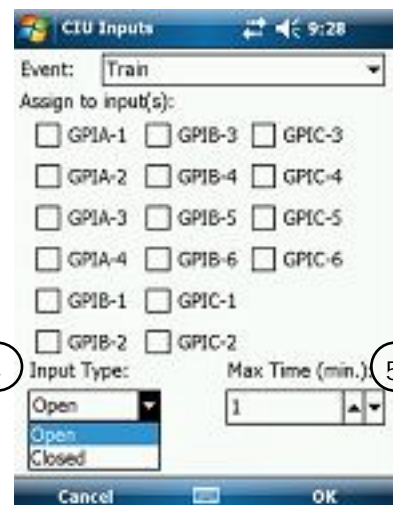 CIU Inputs 9:28
Event: Train
Assign to input(s):
GPIA-1 GPIB-3 GPIC-3
GPIA-2 GPIB-4 GPIC-4
GPIA-3 GPIB-5 GPIC-5
GPIA-4 GPIB-6 GPIC-6
GPIB-1 GPIC-1
GPIB-2 GPIC-2
Input Type: Max Time (min.): 5
Open 1
Open
Closed
Cancel OK